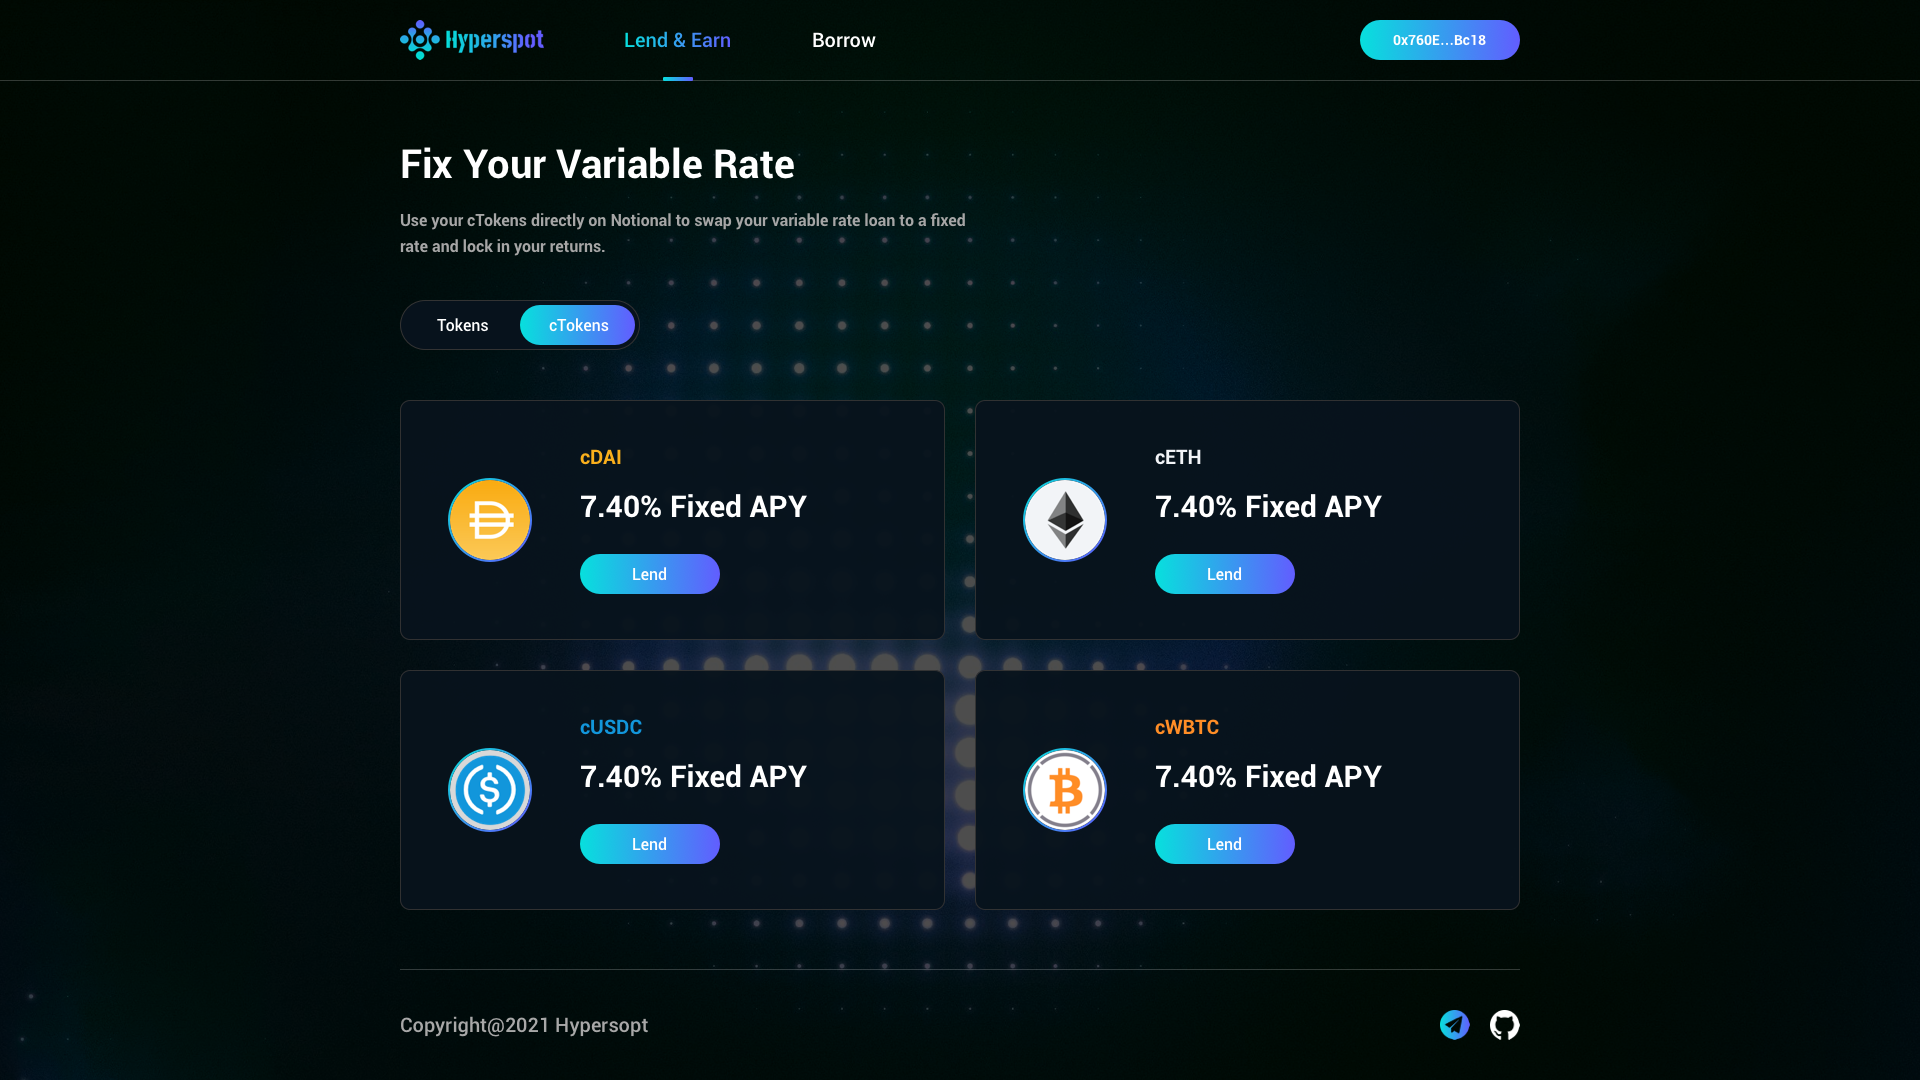 Hyperspot
Lend & Earn
Borrow
0x760E...Bc18
Fix Your Variable Rate
Use your cTokens directly on Notional to swap your variable rate loan to a fixed
rate and lock in your returns.
Tokens
cTokens
cDAI
7.40% Fixed APY
Lend
cETH
7.40% Fixed APY
Lend
cUSDC
7.40% Fixed APY
Lend
cWBTC
7.40% Fixed APY
Lend
Copyright@2021 Hypersopt